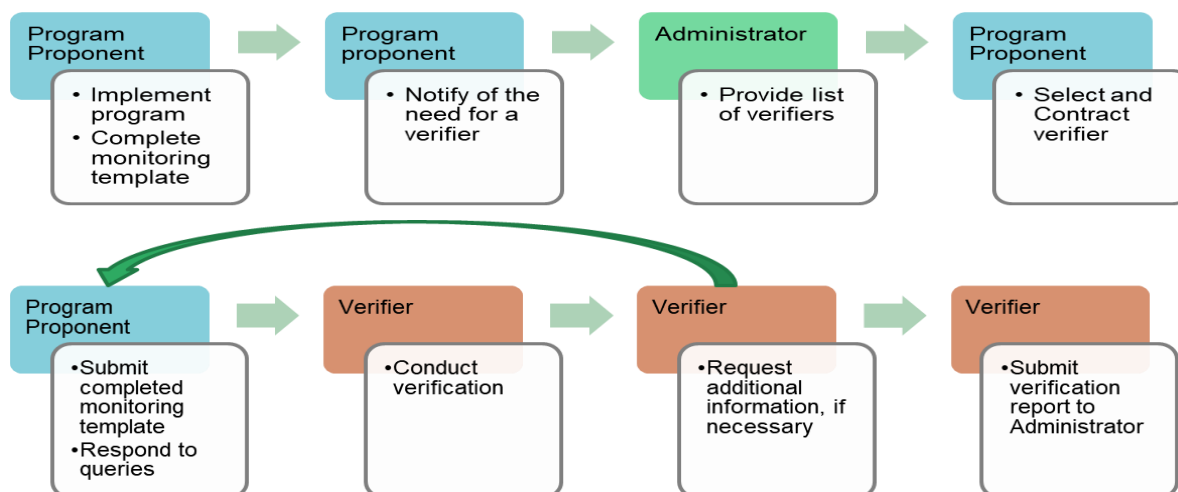 Program
Proponent
• Implement
program
• Complete
monitoring
template
Program
proponent
• Notify of the
need for a
verifier
Administrator
• Provide list
of verifiers
Program
Proponent
• Select and
Contract
verifier
Program
Proponent
•Submit
completed
monitoring
template
•Respond to
queries
Verifier
•Conduct
verification
Verifier
•Request
additional
information, if
necessary
Verifier
•Submit
verification
report to
Administrator